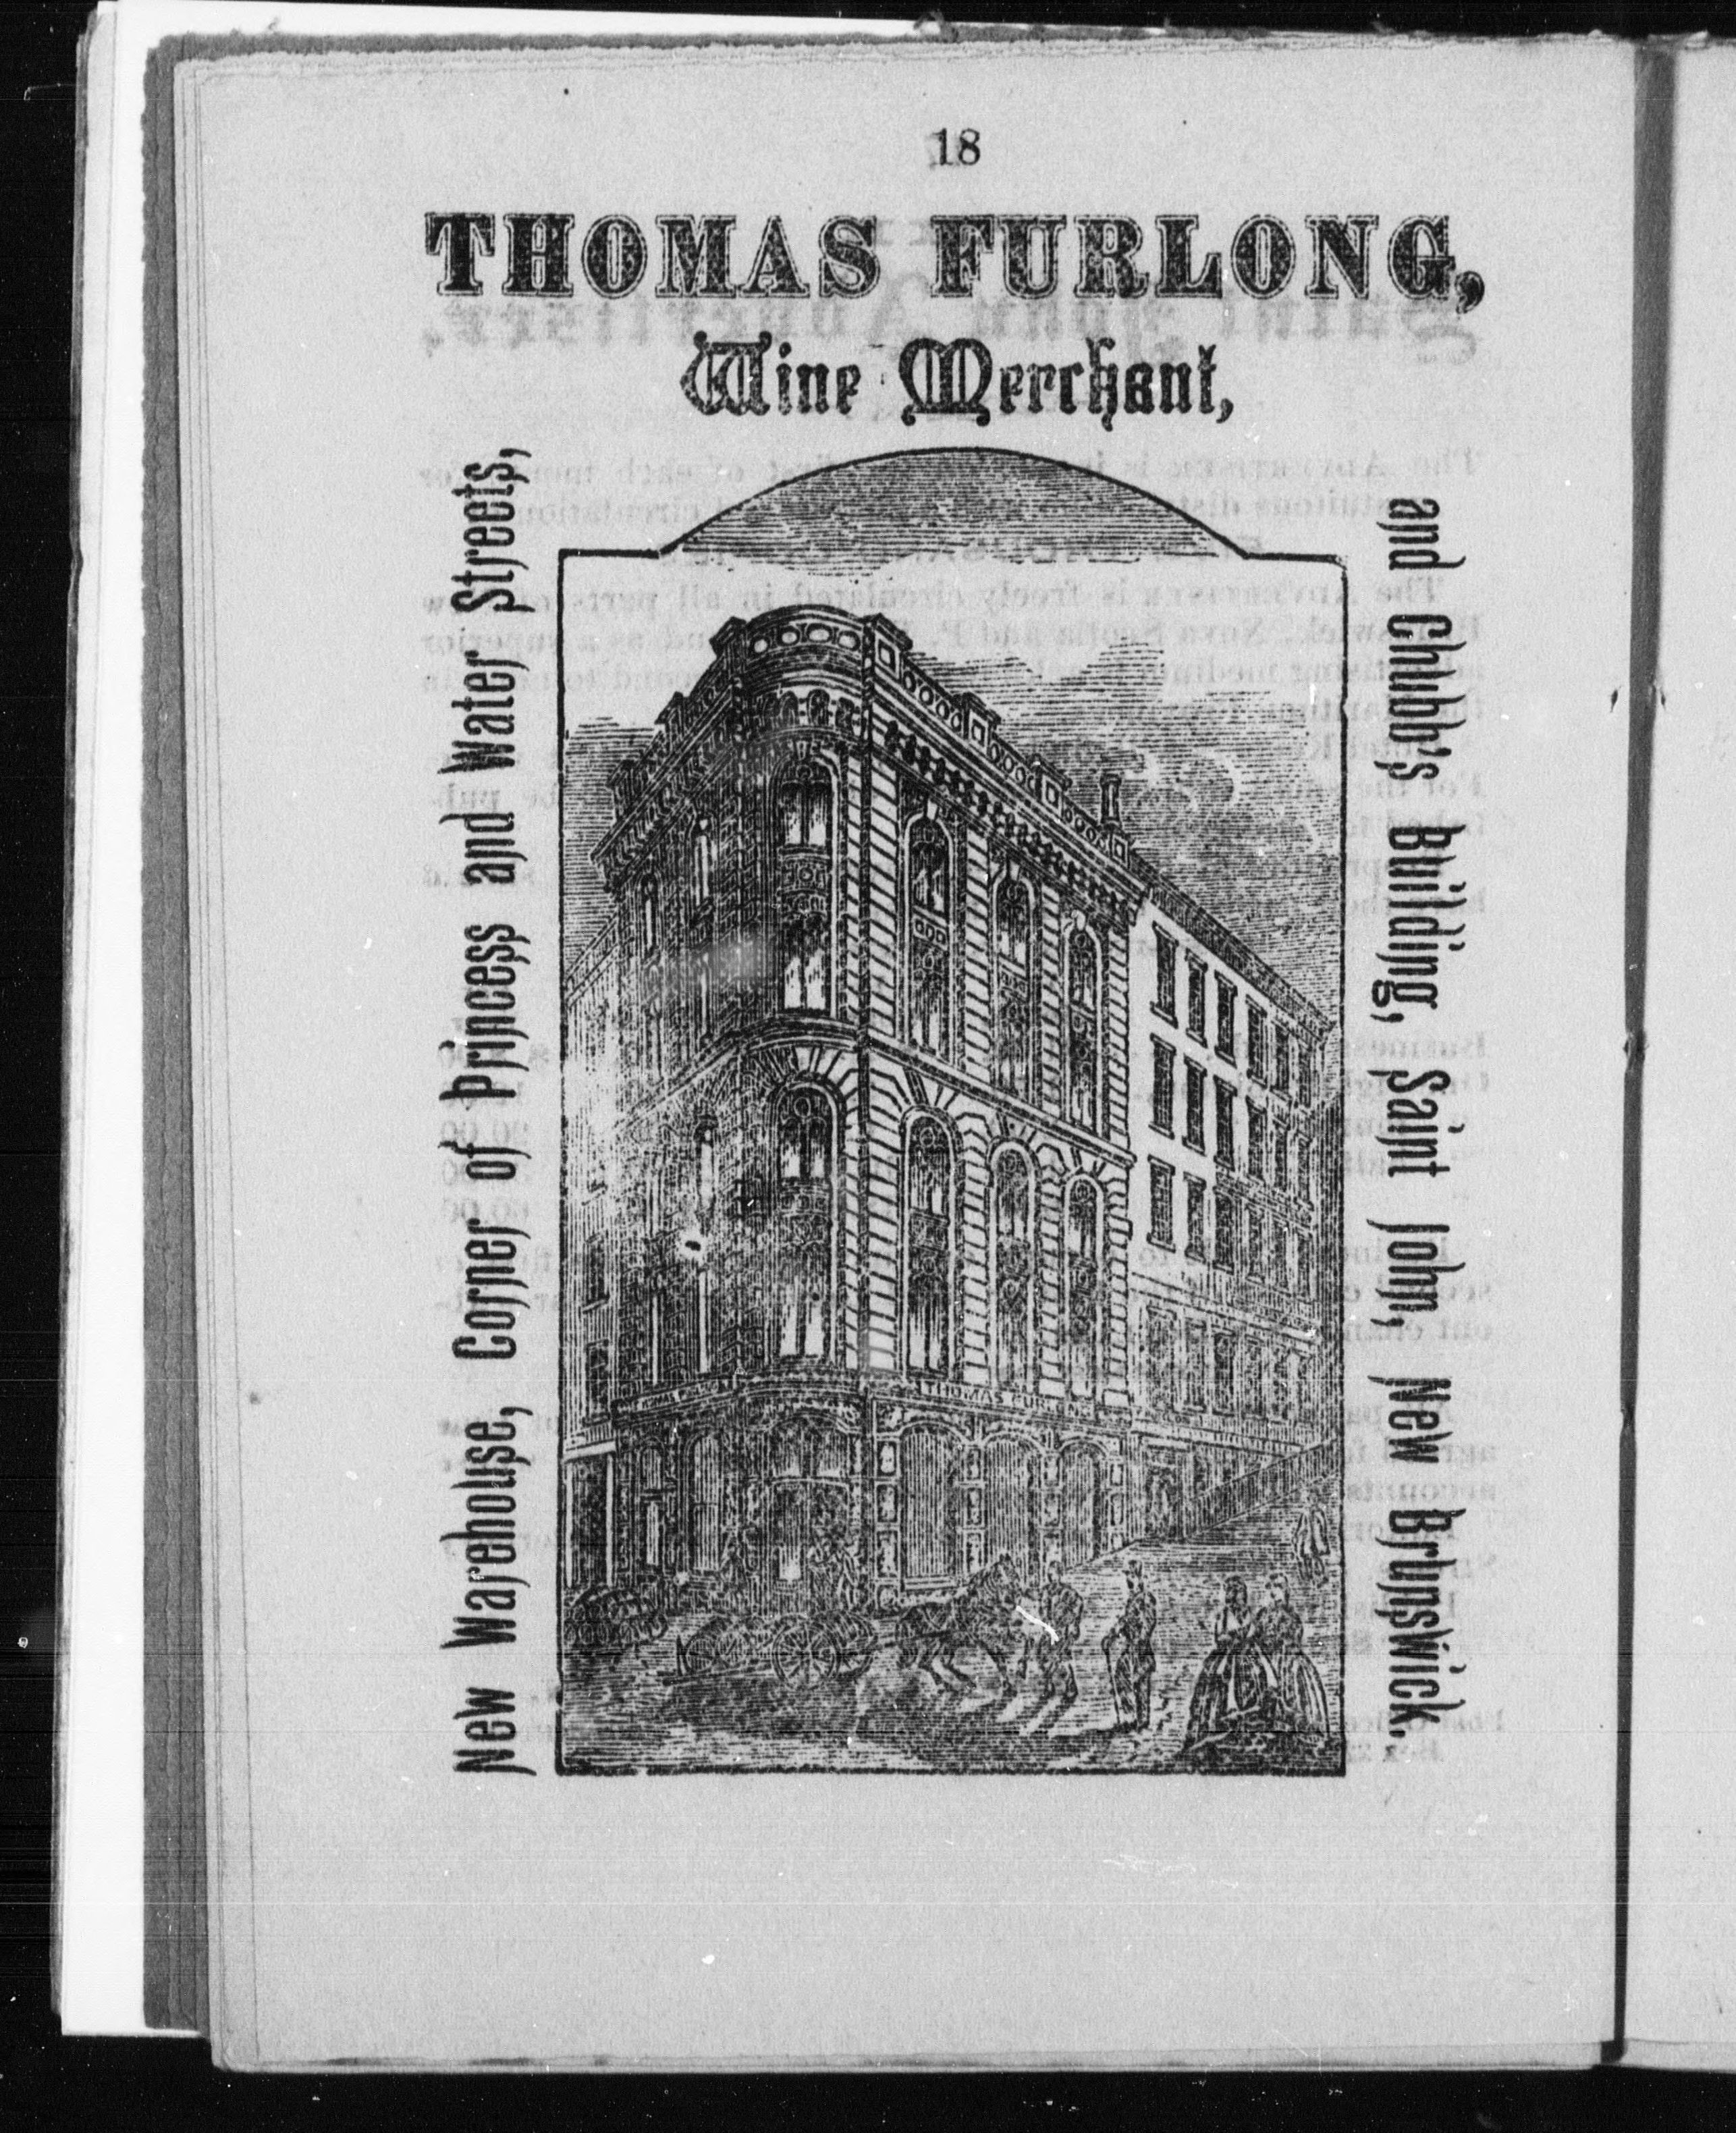 18
THOMAS FURLONG,
Wine Merchant,
New Warehouse, Corner of Princess and Water Streets,
and Chubb's Building, Saint John, New Brunswick.
THOMAS FURLONG